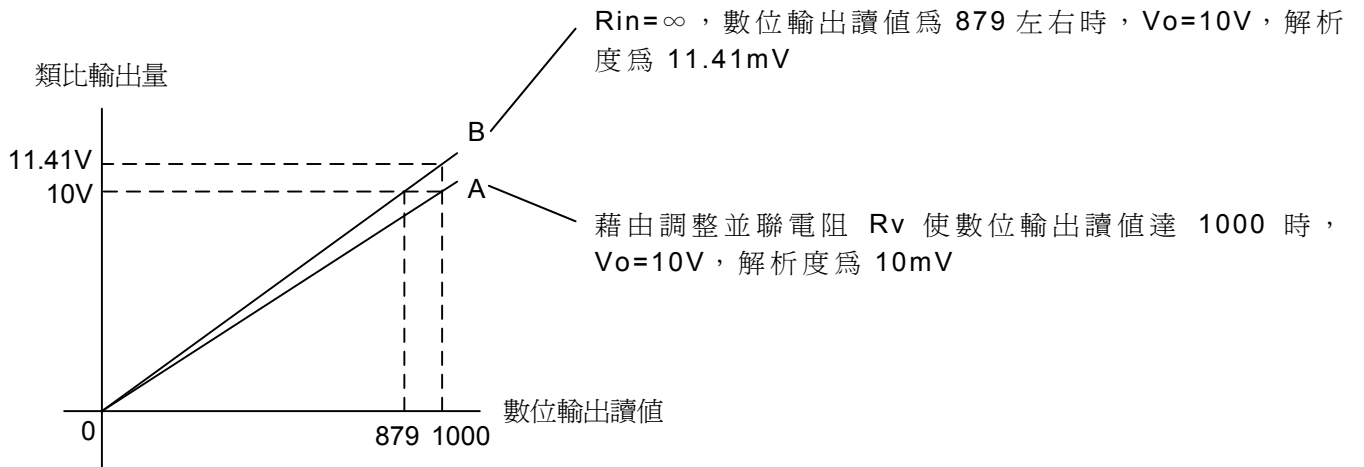 Rin=∞，數位輸出讀值爲 879 左右時，Vo=10V，解析
度爲 11.41mV
類比輸出量
B
11.41V
10V
A
藉由調整並聯電阻 Rv 使數位輸出讀值達 1000 時，
Vo=10V，解析度爲 10mV
數位輸出讀值
0
879 1000